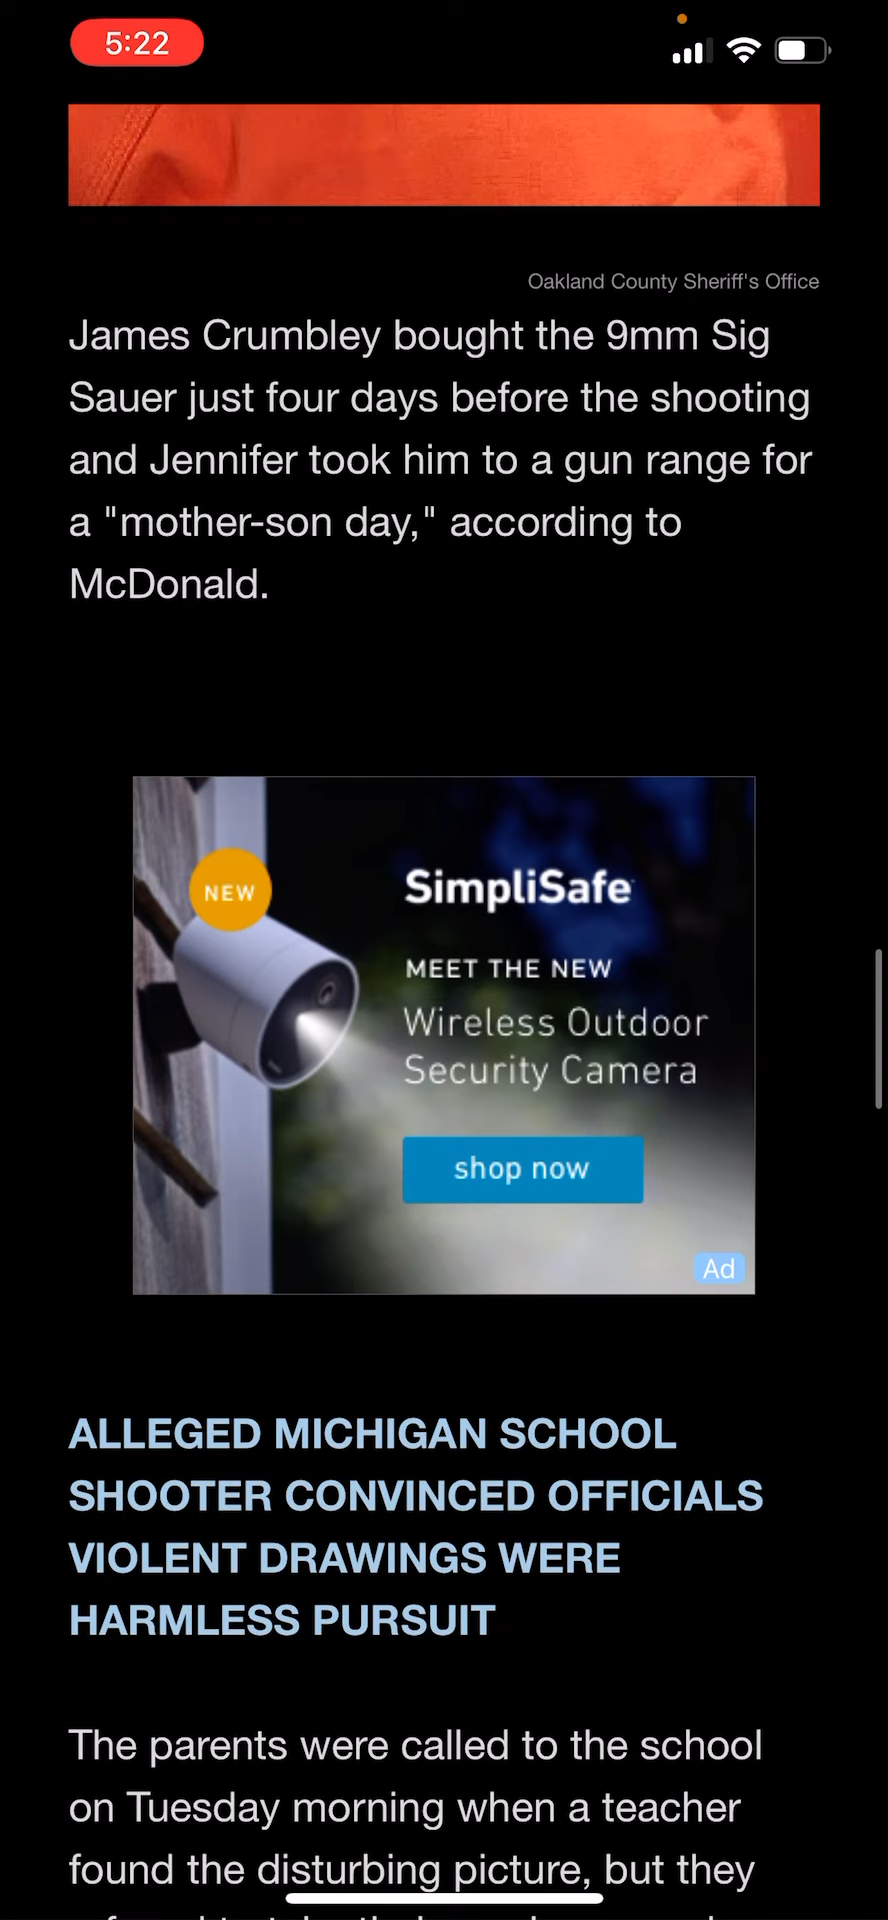 5:22
Oakland County Sheriff's Office
James Crumbley bought the 9mm Sig
Sauer just four days before the shooting
and Jennifer took him to a gun range for
a "mother-son day," according to
McDonald.
NEW
SimpliSafe
MEET THE NEW
Wireless Outdoor
Security Camera
shop now
Ad
ALLEGED MICHIGAN SCHOOL
SHOOTER CONVINCED OFFICIALS
VIOLENT DRAWINGS WERE
HARMLESS PURSUIT
The parents were called to the school
on Tuesday morning when a teacher
found the disturbing picture, but they